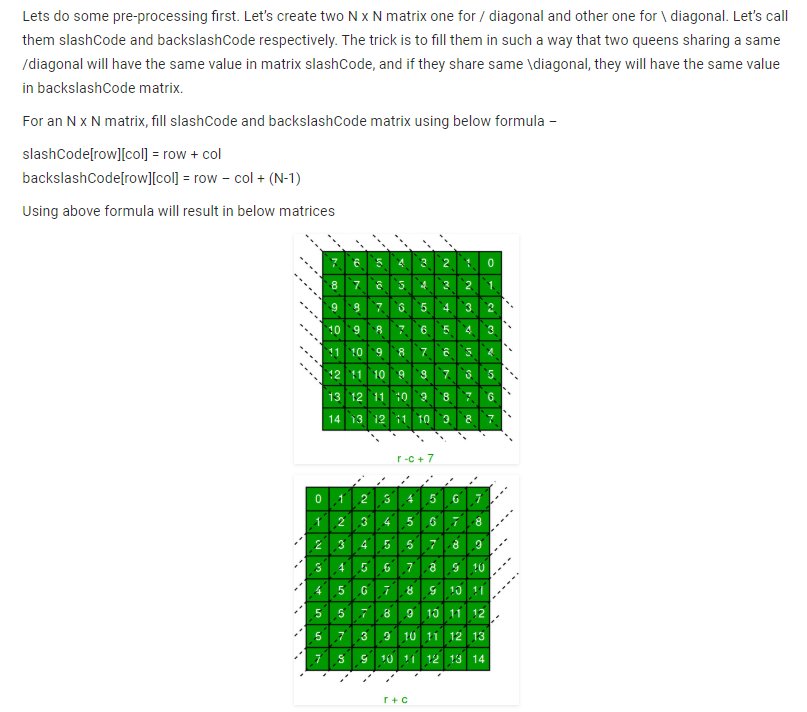 Lets do some pre-processing first. Let's create two N x N matrix one for / diagonal and other one for \ diagonal. Let's call
them slashCode and backslashCode respectively. The trick is to fill them in such a way that two queens sharing a same
/diagonal will have the same value in matrix slashCode, and if they share same \diagonal, they will have the same value
in backslashCode matrix.
For an N x N matrix, fill slashCode and backslashCode matrix using below formula –
slashCode[row][col] = row + col
backslashCode[row][col] = row – col + (N-1)
Using above formula will result in below matrices
7 6 5 4 3 2 1 0
8 7 6 5 4 3 2 1
9 8 7 6 5 4 3 2
10 9 8 7 6 5 4 3
11 10 9 8 7 6 5 4
12 11 10 9 8 7 6 5
13 12 11 10 9 8 7 6
14 13 12 11 10 9 8 7
r -c + 7
0 1 2 3 4 5 6 7
1 2 3 4 5 6 7 8
2 3 4 5 6 7 8 9
3 4 5 6 7 8 9 10
4 5 6 7 8 9 10 11
5 6 7 8 9 10 11 12
6 7 8 9 10 11 12 13
7 8 9 10 11 12 13 14
r + c